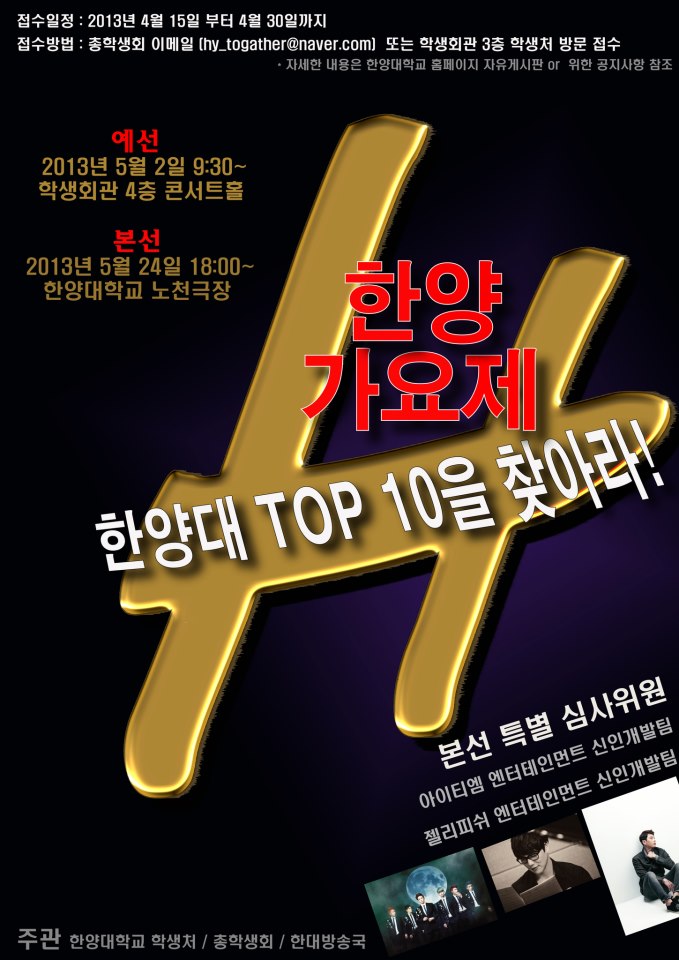 접수일정 : 2013년 4월 15일 부터 4월 30일까지
접수방법 : 총학생회 이메일 (hy_togather@naver.com) 또는 학생회관 3층 학생처 방문 접수
· 자세한 내용은 한양대학교 홈페이지 자유게시판 or 위한 공지사항 참조
예선
2013년 5월 2일 9:30~
학생회관 4층 콘서트홀
본선
2013년 5월 24일 18:00~
한양대학교 노천극장
한양
가요제
한양대 TOP 10을 찾아라!
본선 특별 심사위원
아이티엠 엔터테인먼트 신인개발팀
젤리피쉬 엔터테인먼트 신인개발팀
주관 한양대학교 학생처 / 총학생회 / 한대방송국